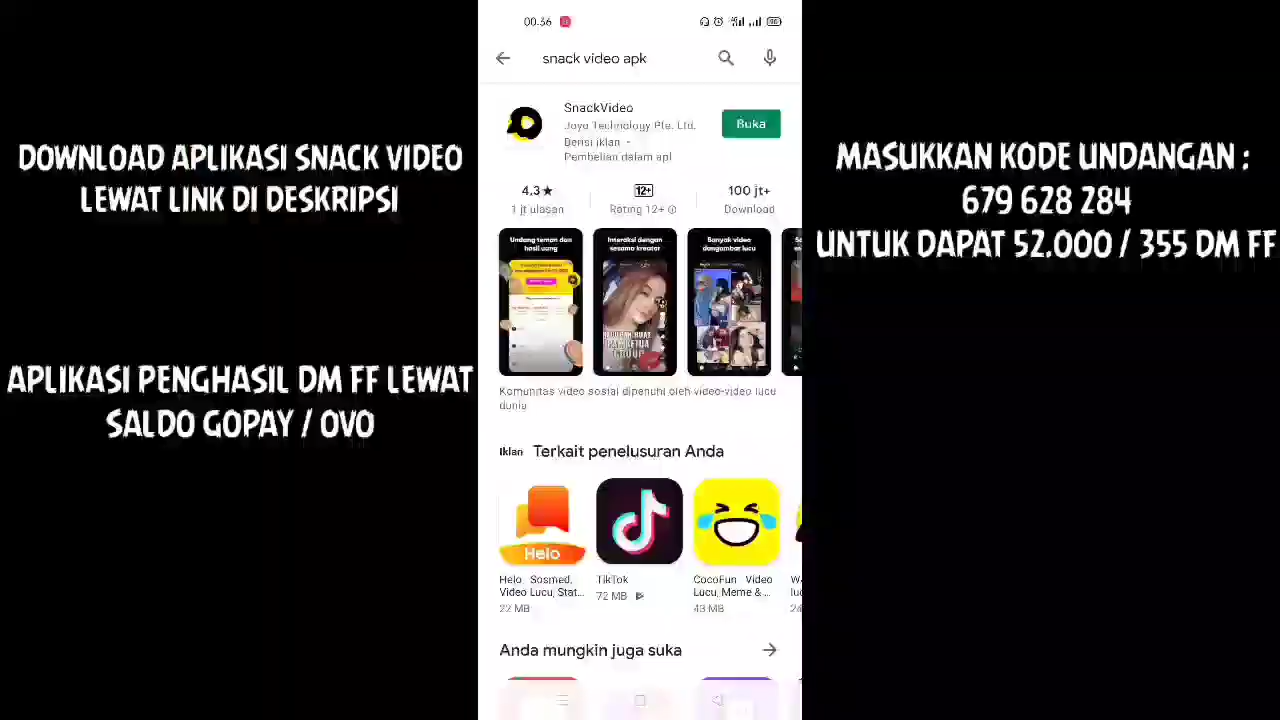 DOWNLOAD APLIKASI SNACK VIDEO
LEWAT LINK DI DESKRIPSI
APLIKASI PENGHASIL DM FF LEWAT
SALDO GOPAY / OVO
00.36
snack video apk
SnackVideo
Joyo Technology Pte. Ltd.
Berisi iklan •
Pembelian dalam apl
Buka
4,3★
1 jt ulasan
12+
Rating 12+
100 jt+
Download
Undang teman dan
hasil uang
Interaksi dengan
sesama kreator
Banyak video
dan gambar lucu
Komunitas video sosial dipenuhi oleh video-video lucu
dunia
Iklan Terkait penelusuran Anda
Helo
Helo Sosmed,
Video Lucu, Stat...
22 MB
TikTok
72 MB
CocoFun Video
Lucu, Meme & ...
43 MB
Anda mungkin juga suka
MASUKKAN KODE UNDANGAN :
679 628 284
UNTUK DAPAT 52.000 / 355 DM FF